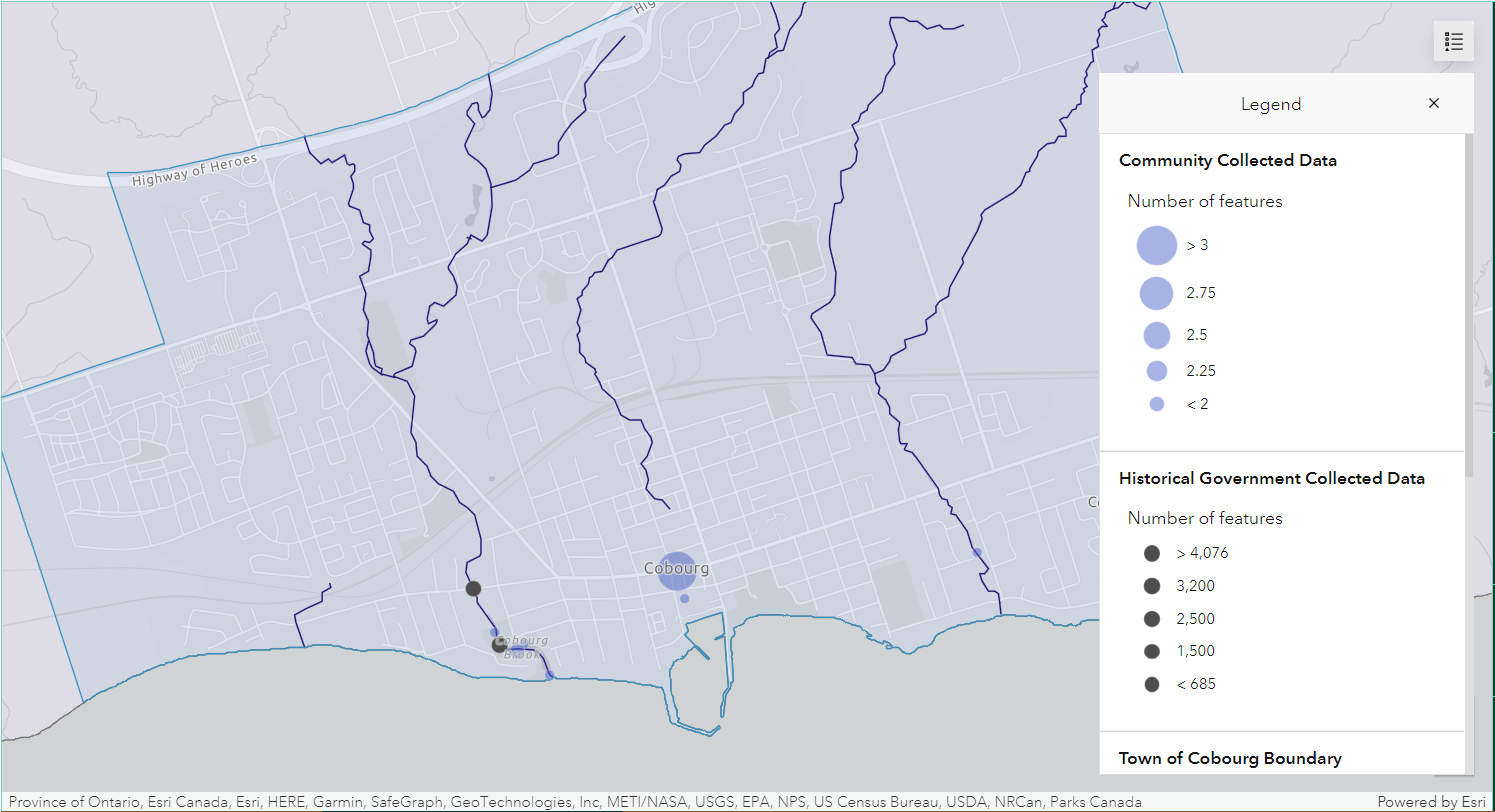 Hig
Highway of Heroes
Legend
Community Collected Data
Number of features
> 3
2.75
2.5
2.25
< 2
Historical Government Collected Data
Number of features
> 4,076
3,200
2,500
1,500
< 685
Town of Cobourg Boundary
Co
Cobourg
Cobourg
Brook
Province of Ontario, Esri Canada, Esri, HERE, Garmin, SafeGraph, GeoTechnologies, Inc, METI/NASA, USGS, EPA, NPS, US Census Bureau, USDA, NRCan, Parks Canada
Powered by Esri